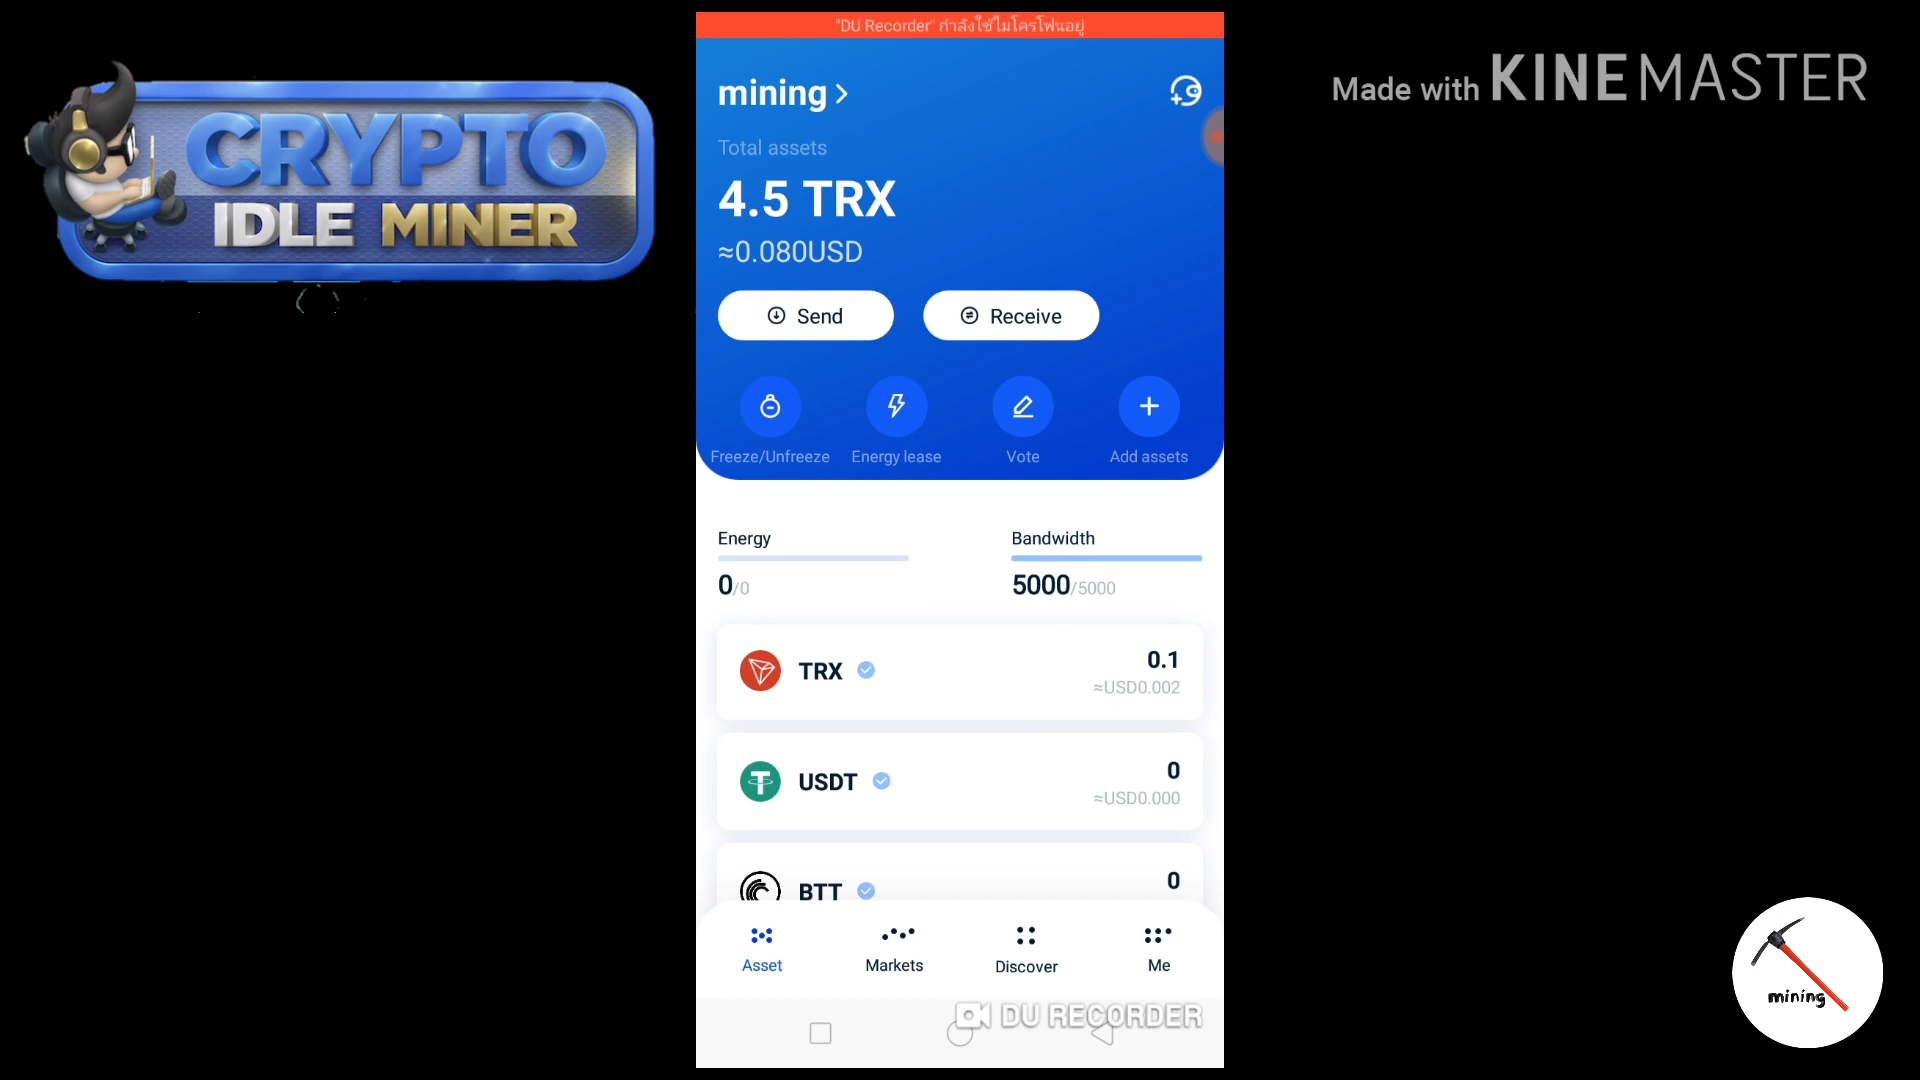 "DU Recorder" กำลังใช้ไมโครโฟนอยู่
CRYPTO
IDLE MINER
Made with KINEMASTER
mining
Total assets
4.5 TRX
≈0.080USD
Send
Receive
Freeze/Unfreeze
Energy lease
Vote
Add assets
Energy
0/0
Bandwidth
5000/5000
TRX
0.1
≈USD0.002
USDT
0
≈USD0.000
BTT
0
Asset
Markets
Discover
Me
DU RECORDER
mining